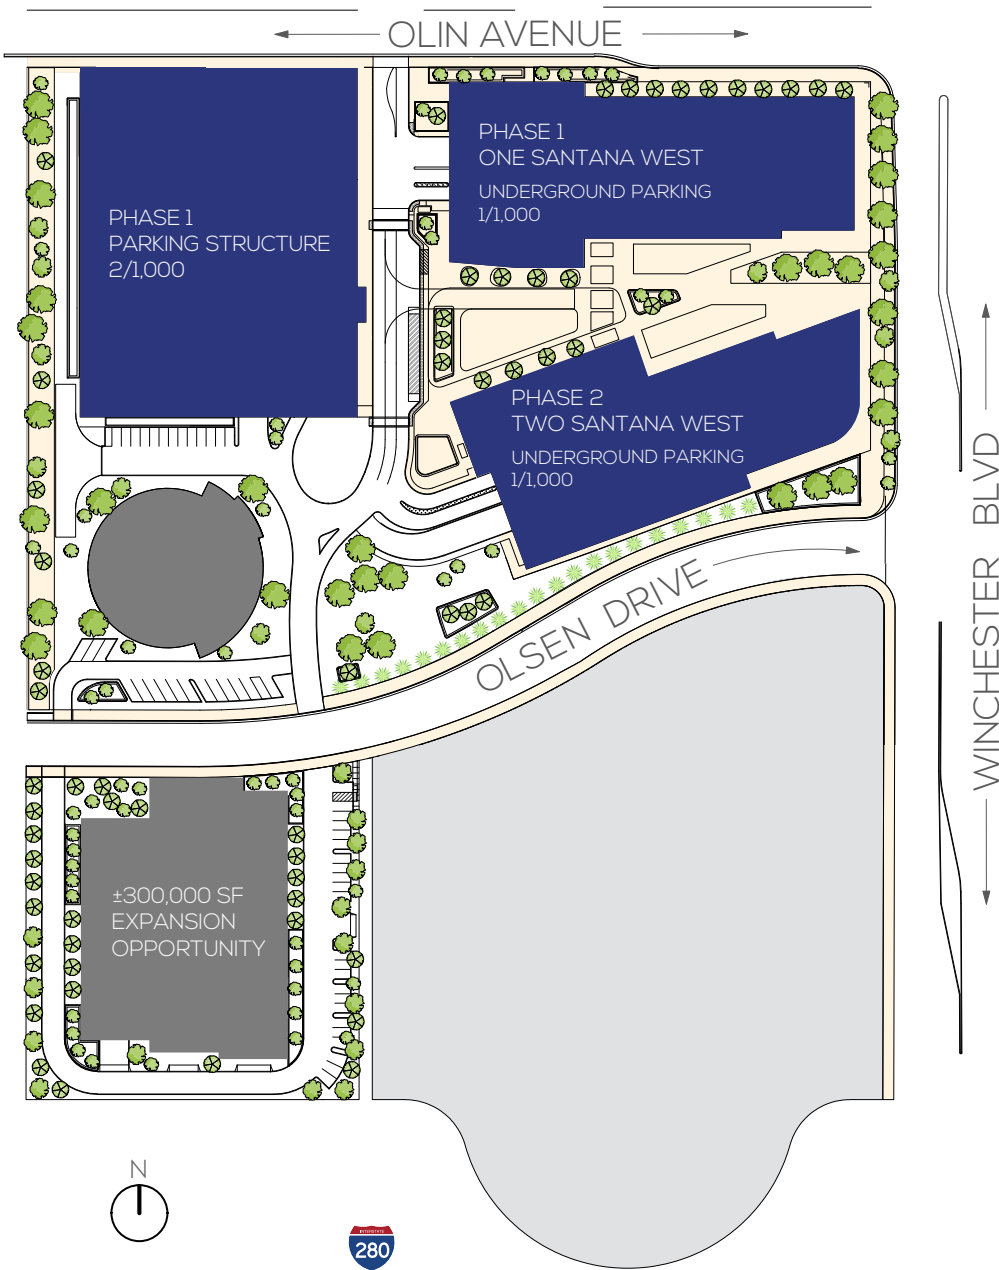 OLIN AVENUE
PHASE 1
ONE SANTANA WEST
UNDERGROUND PARKING
1/1,000
PHASE 1
PARKING STRUCTURE
2/1,000
PHASE 2
TWO SANTANA WEST
UNDERGROUND PARKING
1/1,000
WINCHESTER BLVD
OLSEN DRIVE
±300,000 SF
EXPANSION
OPPORTUNITY
N
INTERSTATE
280